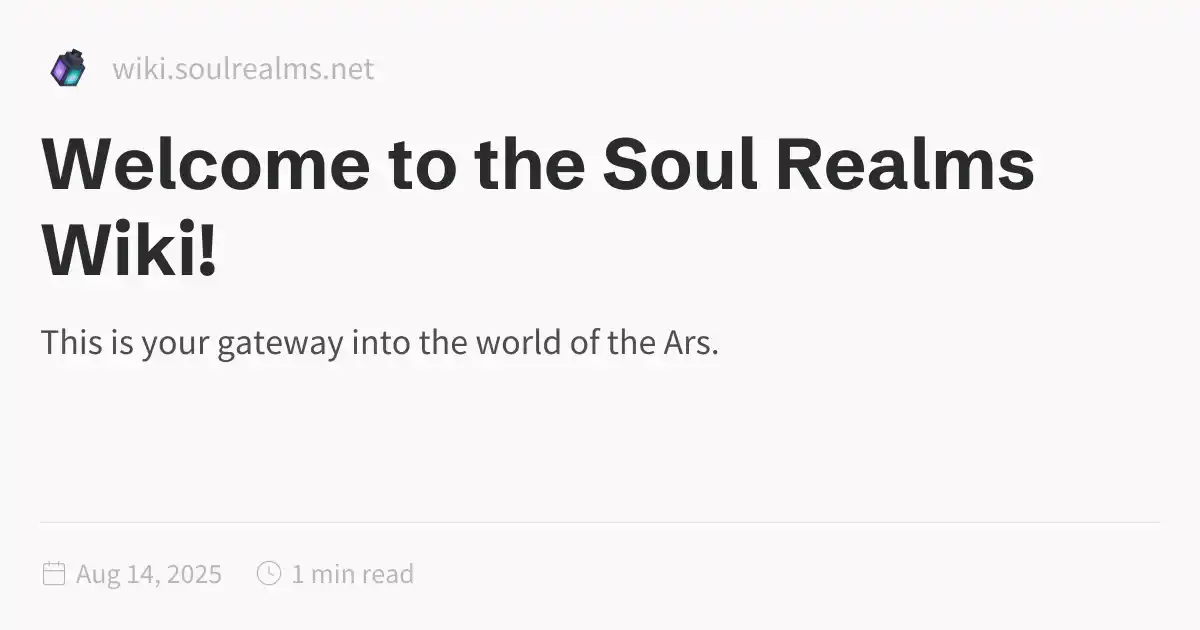 wiki.soulrealms.net
Welcome to the Soul Realms
Wiki!
This is your gateway into the world of the Ars.
Aug 14, 2025 1 min read